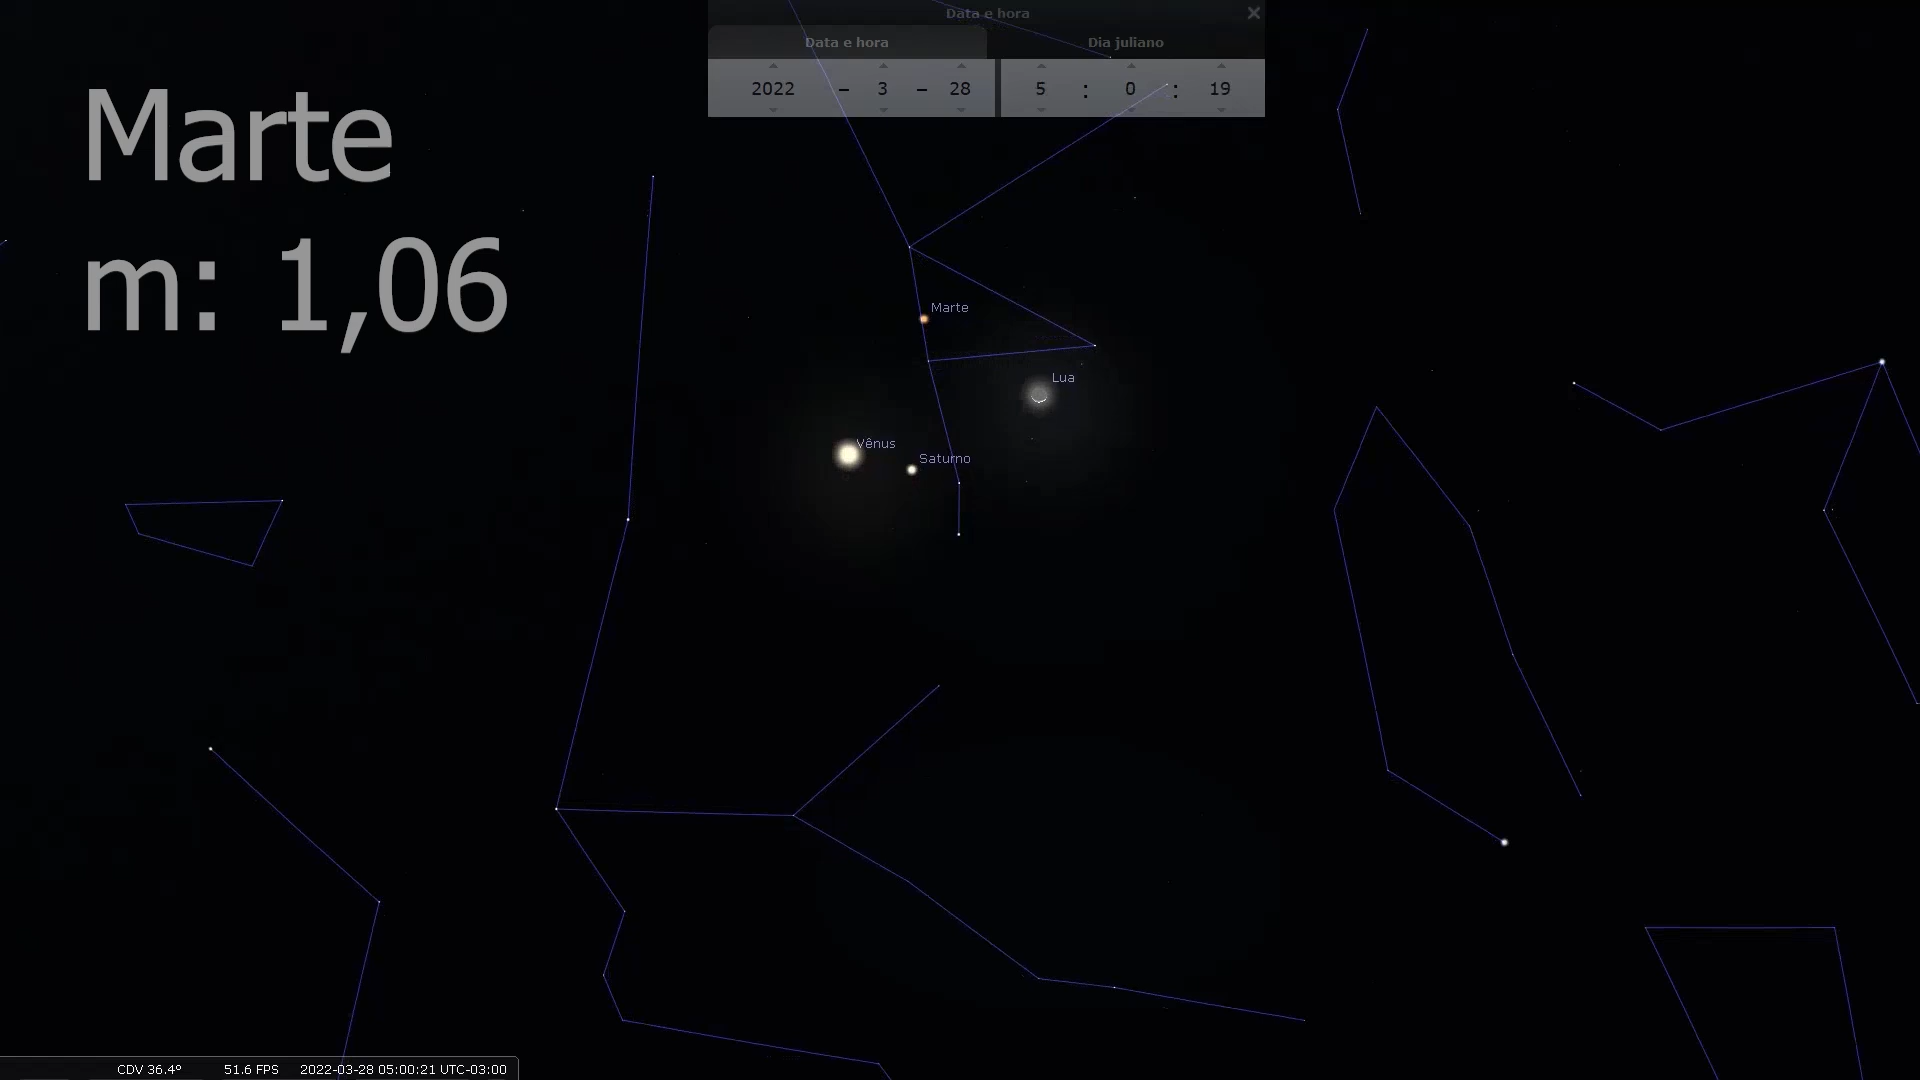 Data e hora
Data e hora Dia juliano
2022 – 3 – 28 5 : 0 : 19
Marte
m: 1,06
Marte
Lua
Vênus
Saturno
CDV 36.4º 51.6 FPS 2022-03-28 05:00:21 UTC-03:00